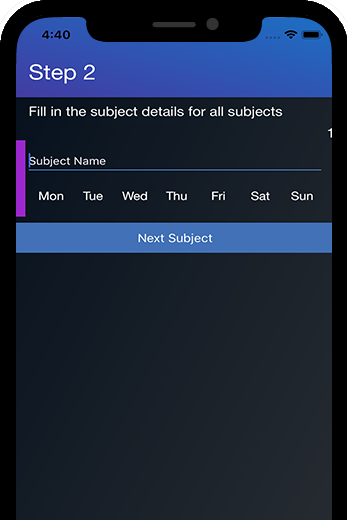 4:40
Step 2
Fill in the subject details for all subjects
1
Subject Name
Mon Tue Wed Thu Fri Sat Sun
Next Subject